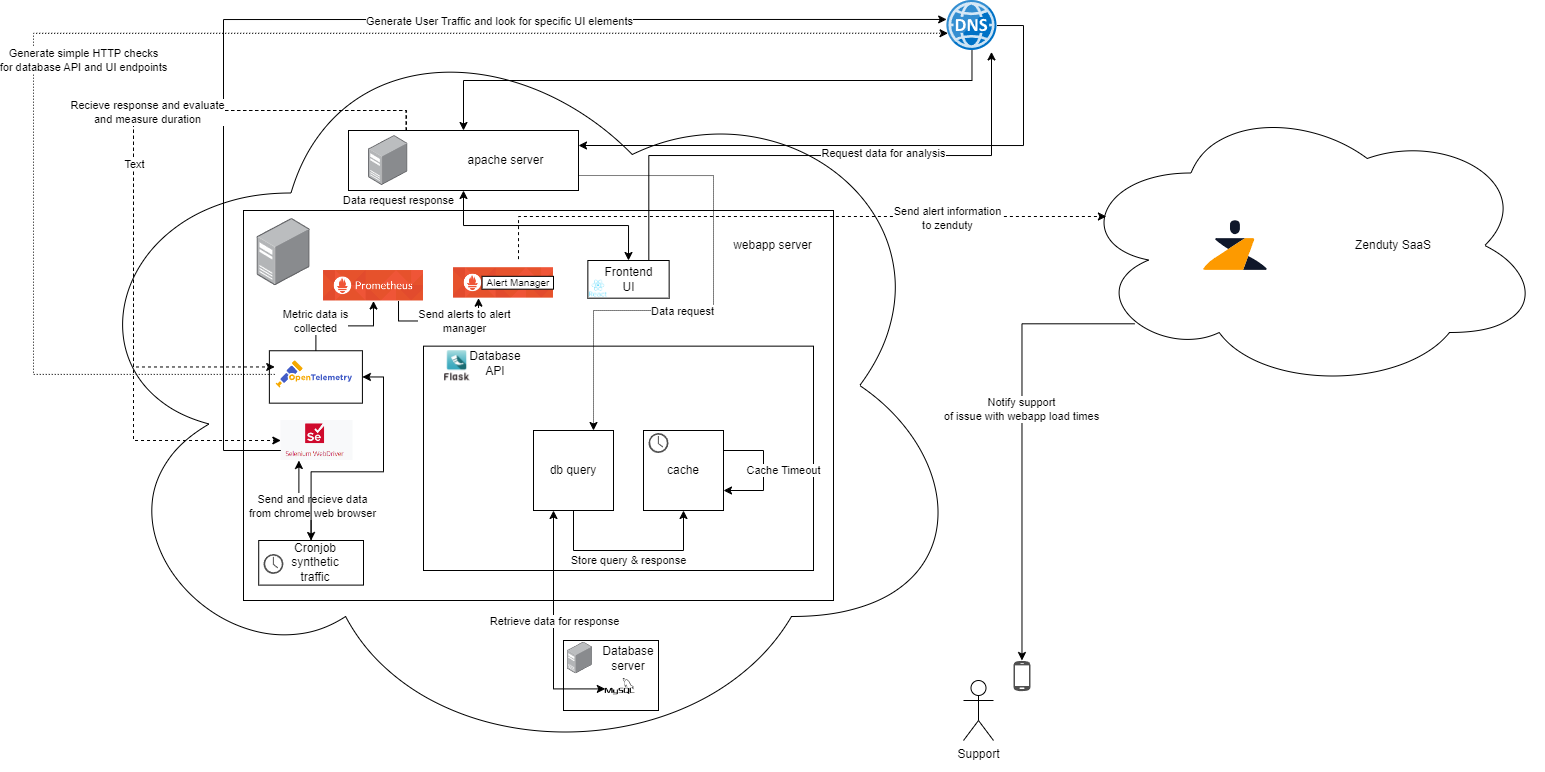 Generate User Traffic and look for specific UI elements
DNS
Generate simple HTTP checks
for database API and UI endpoints
Recieve response and evaluate
and measure duration
Text
apache server
Request data for analysis
Data request response
Send alert information
to zenduty
webapp server
Zenduty SaaS
Prometheus
Alert Manager
Frontend
UI
Metric data is
collected
Send alerts to alert
manager
Data request
Database
API
Flask
OpenTelemetry
Notify support
of issue with webapp load times
Se
Selenium WebDriver
db query
cache
Cache Timeout
Send and recieve data
from chrome web browser
Cronjob
synthetic
traffic
Store query & response
Retrieve data for response
Database
server
MySQL
Support